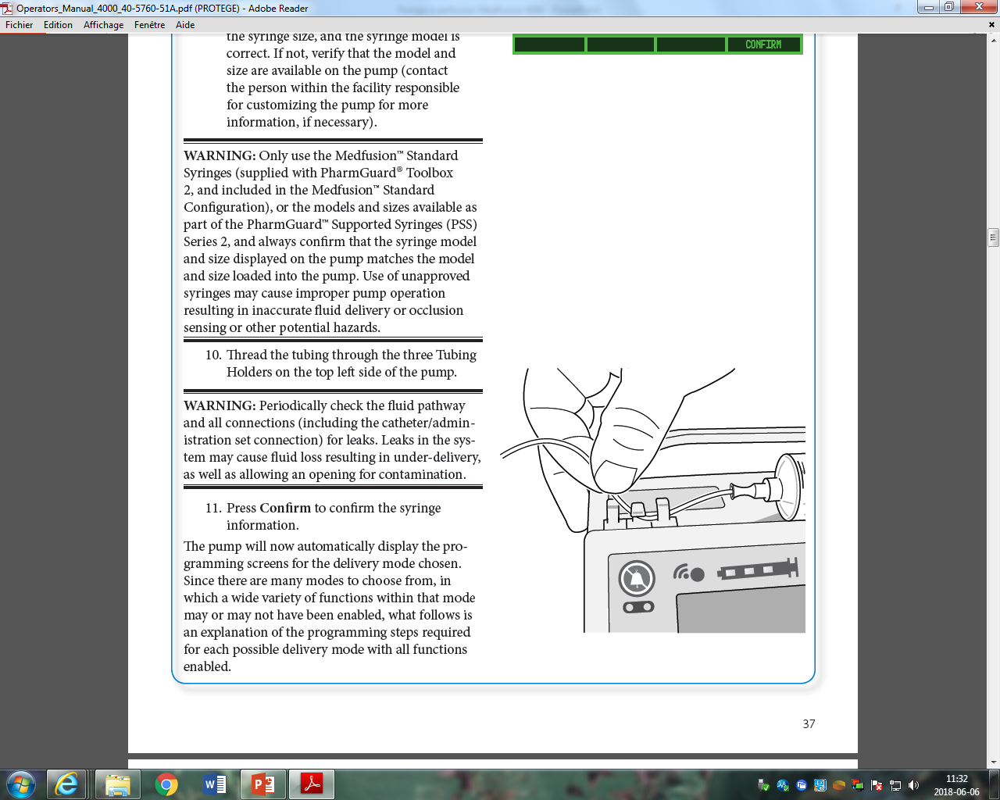 Operators_Manual_4000_40-5760-51A.pdf (PROTEGE) - Adobe Reader
Fichier Edition Affichage Fenêtre Aide
the syringe size, and the syringe model is
correct. If not, verify that the model and
size are available on the pump (contact
the person within the facility responsible
for customizing the pump for more
information, if necessary).
CONFIRM
WARNING: Only use the Medfusion™ Standard
Syringes (supplied with PharmGuard® Toolbox
2, and included in the Medfusion™ Standard
Configuration), or the models and sizes available as
part of the PharmGuard™ Supported Syringes (PSS)
Series 2, and always confirm that the syringe model
and size displayed on the pump matches the model
and size loaded into the pump. Use of unapproved
syringes may cause improper pump operation
resulting in inaccurate fluid delivery or occlusion
sensing or other potential hazards.
10. Thread the tubing through the three Tubing
Holders on the top left side of the pump.
WARNING: Periodically check the fluid pathway
and all connections (including the catheter/admin-
istration set connection) for leaks. Leaks in the sys-
tem may cause fluid loss resulting in under-delivery,
as well as allowing an opening for contamination.
11. Press Confirm to confirm the syringe
information.
The pump will now automatically display the pro-
gramming screens for the delivery mode chosen.
Since there are many modes to choose from, in
which a wide variety of functions within that mode
may or may not have been enabled, what follows is
an explanation of the programming steps required
for each possible delivery mode with all functions
enabled.
37
11:32
2018-06-06